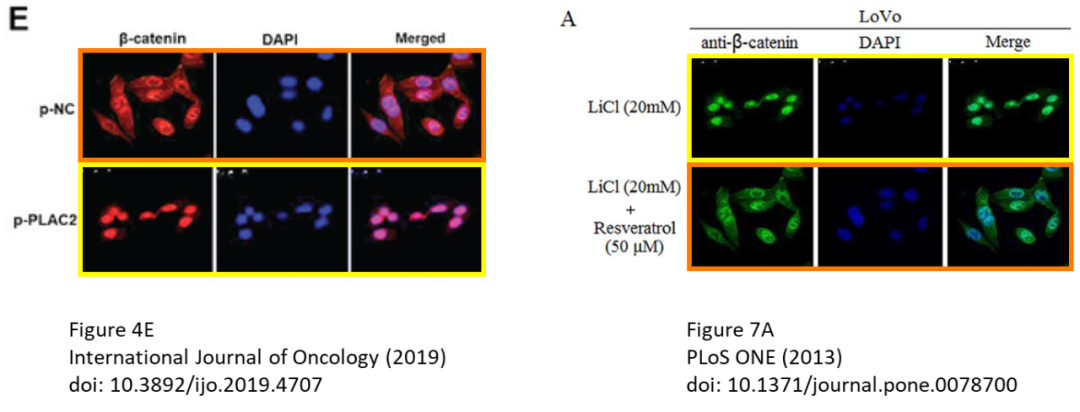 E
β-catenin DAPI Merged
p-NC
p-PLAC2
Figure 4E
International Journal of Oncology (2019)
doi: 10.3892/ijo.2019.4707
A
LoVo
anti-β-catenin DAPI Merge
LiCl (20mM)
LiCl (20mM)
+
Resveratrol
(50 μM)
Figure 7A
PLoS ONE (2013)
doi: 10.1371/journal.pone.0078700